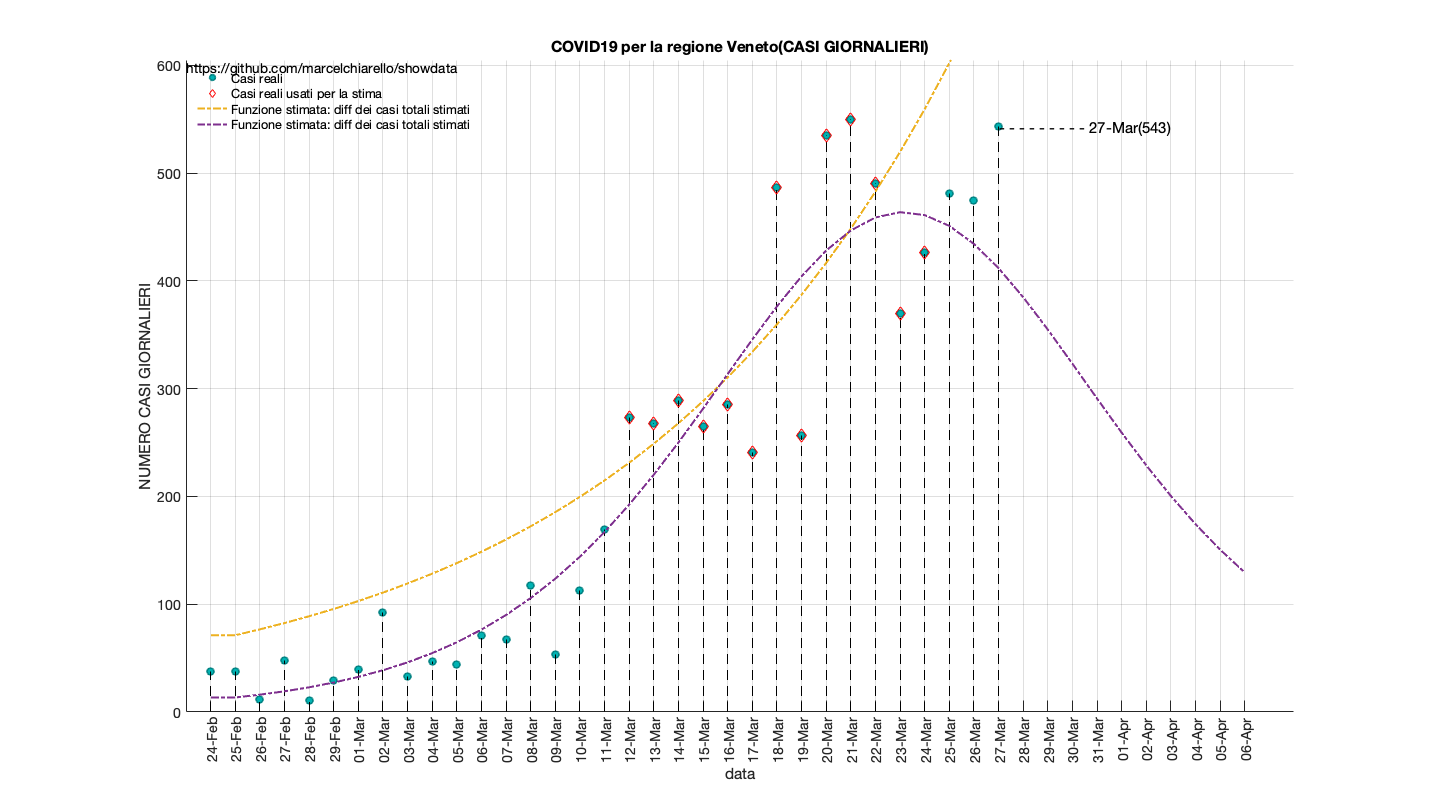 COVID19 per la regione Veneto(CASI GIORNALIERI)
https://github.com/marcelchiarello/showdata
Casi reali
Casi reali usati per la stima
Funzione stimata: diff dei casi totali stimati
Funzione stimata: diff dei casi totali stimati
27-Mar(543)
NUMERO CASI GIORNALIERI
600
500
400
300
200
100
0
24-Feb
25-Feb
26-Feb
27-Feb
28-Feb
29-Feb
01-Mar
02-Mar
03-Mar
04-Mar
05-Mar
06-Mar
07-Mar
08-Mar
09-Mar
10-Mar
11-Mar
12-Mar
13-Mar
14-Mar
15-Mar
16-Mar
17-Mar
18-Mar
19-Mar
20-Mar
21-Mar
22-Mar
23-Mar
24-Mar
25-Mar
26-Mar
27-Mar
28-Mar
29-Mar
30-Mar
31-Mar
01-Apr
02-Apr
03-Apr
04-Apr
05-Apr
06-Apr
data